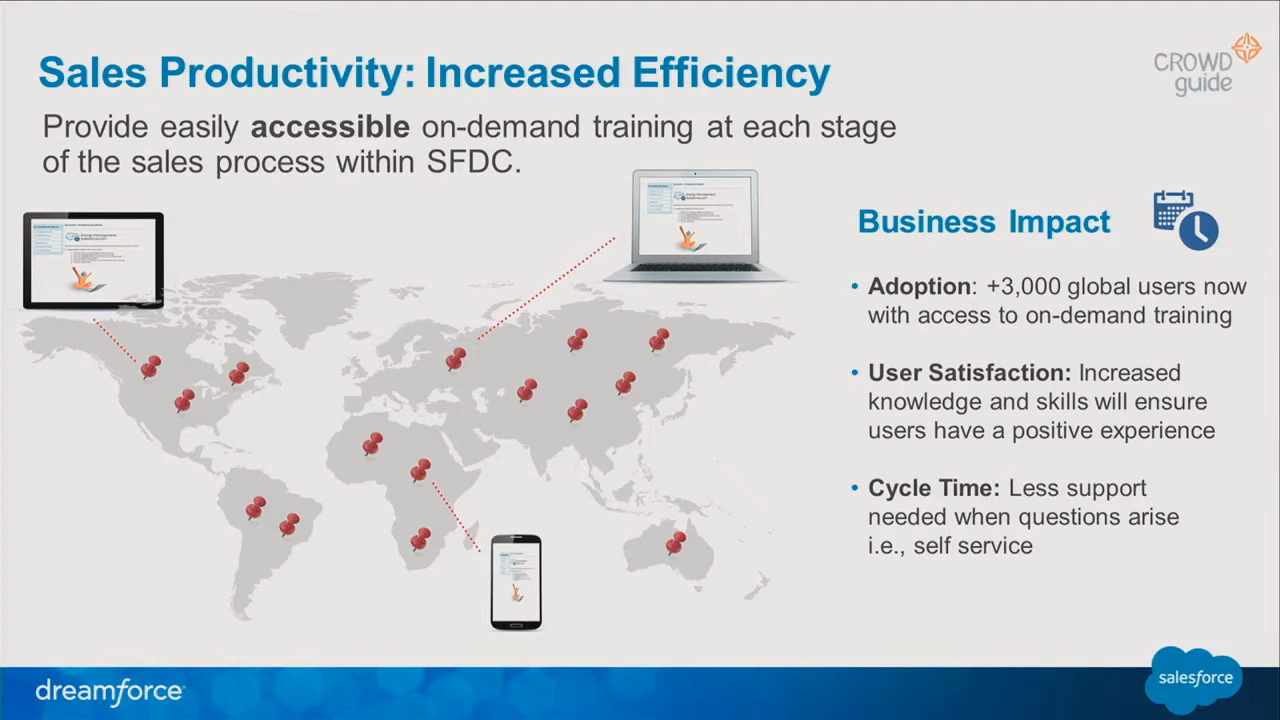 Sales Productivity: Increased Efficiency
CROWD
guide
Provide easily accessible on-demand training at each stage
of the sales process within SFDC.
Business Impact
• Adoption: +3,000 global users now
with access to on-demand training
• User Satisfaction: Increased
knowledge and skills will ensure
users have a positive experience
• Cycle Time: Less support
needed when questions arise
i.e., self service
dreamforce
salesforce